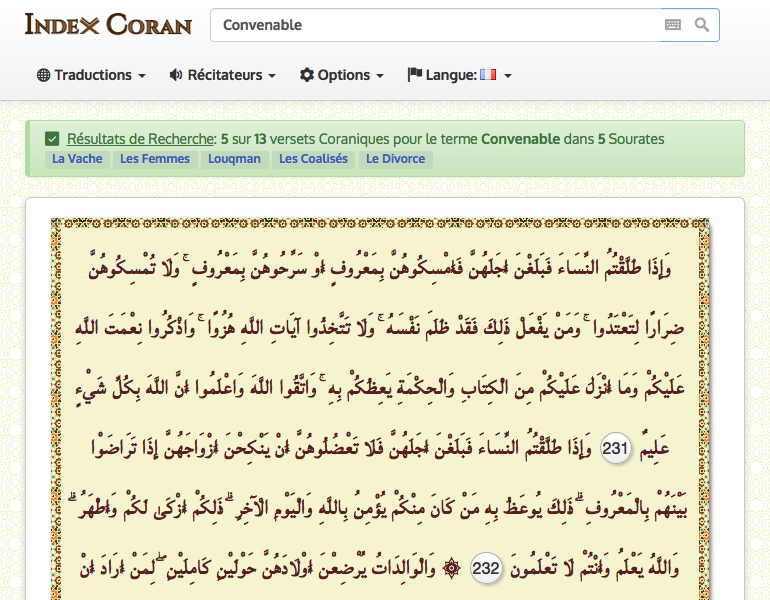 INDEX CORAN
Convenable
Traductions Récitateurs Options Langue:
Résultats de Recherche: 5 sur 13 versets Coraniques pour le terme Convenable dans 5 Sourates
La Vache Les Femmes Louqman Les Coalisés Le Divorce
وَإِذَا طَلَّقْتُمُ النِّسَاءَ فَبَلَغْنَ أَجَلَهُنَّ فَأَمْسِكُوهُنَّ بِمَعْرُوفٍ أَوْ سَرِّحُوهُنَّ بِمَعْرُوفٍ ۚ وَلَا تُمْسِكُوهُنَّ
ضِرَارًا لِتَعْتَدُوا ۚ وَمَنْ يَفْعَلْ ذَٰلِكَ فَقَدْ ظَلَمَ نَفْسَهُ ۚ وَلَا تَتَّخِذُوا آيَاتِ اللَّهِ هُزُوًا ۚ وَاذْكُرُوا نِعْمَتَ اللَّهِ
عَلَيْكُمْ وَمَا أَنْزَلَ عَلَيْكُمْ مِنَ الْكِتَابِ وَالْحِكْمَةِ يَعِظُكُمْ بِهِ ۚ وَاتَّقُوا اللَّهَ وَاعْلَمُوا أَنَّ اللَّهَ بِكُلِّ شَيْءٍ
عَلِيمٌ 231 وَإِذَا طَلَّقْتُمُ النِّسَاءَ فَبَلَغْنَ أَجَلَهُنَّ فَلَا تَعْضُلُوهُنَّ أَنْ يَنْكِحْنَ أَزْوَاجَهُنَّ إِذَا تَرَاضَوْا
بَيْنَهُمْ بِالْمَعْرُوفِ ۗ ذَٰلِكَ يُوعَظُ بِهِ مَنْ كَانَ مِنْكُمْ يُؤْمِنُ بِاللَّهِ وَالْيَوْمِ الْآخِرِ ۗ ذَٰلِكُمْ أَزْكَىٰ لَكُمْ وَأَطْهَرُ ۗ
وَاللَّهُ يَعْلَمُ وَأَنْتُمْ لَا تَعْلَمُونَ 232 ۞ وَالْوَالِدَاتُ يُرْضِعْنَ أَوْلَادَهُنَّ حَوْلَيْنِ كَامِلَيْنِ ۖ لِمَنْ أَرَادَ أَنْ